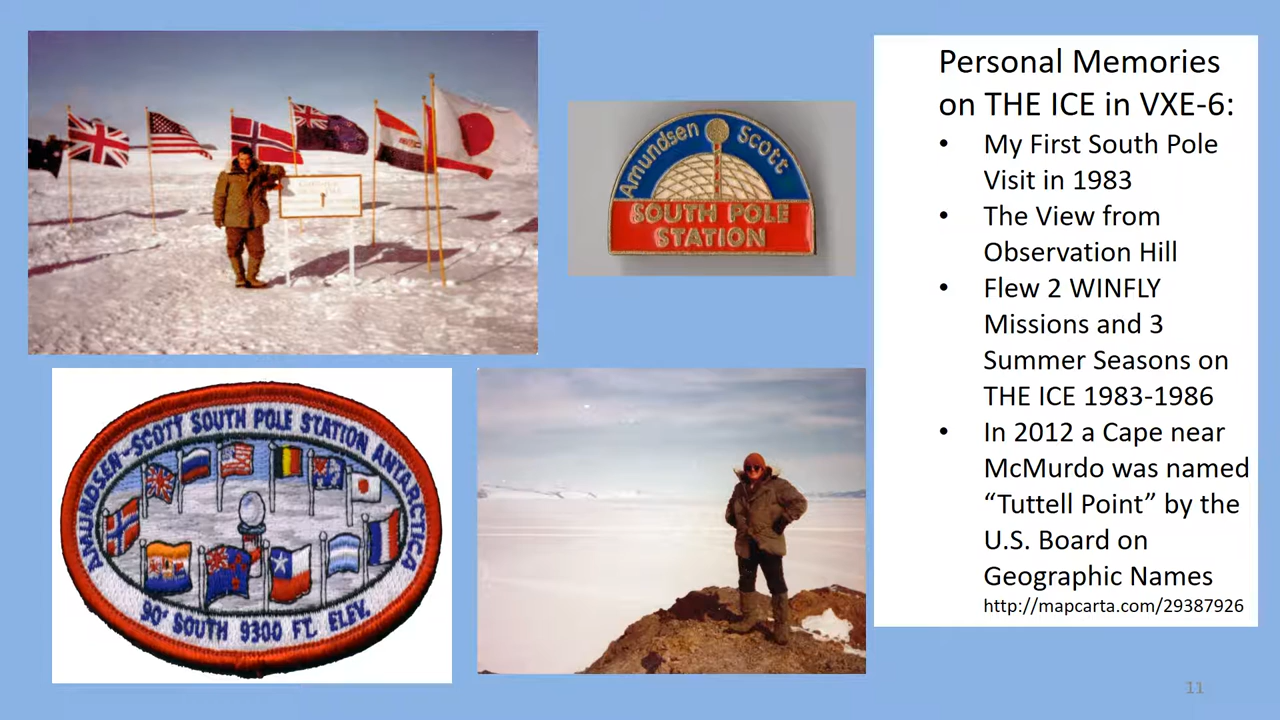 Personal Memories
on THE ICE in VXE-6:
• My First South Pole
Visit in 1983
• The View from
Observation Hill
• Flew 2 WINFLY
Missions and 3
Summer Seasons on
THE ICE 1983-1986
• In 2012 a Cape near
McMurdo was named
“Tuttell Point” by the
U.S. Board on
Geographic Names
http://mapcarta.com/29387926
Amundsen Scott
SOUTH POLE
STATION
AMUNDSEN-SCOTT SOUTH POLE STATION ANTARCTICA
90° SOUTH 9300 FT. ELEV.
11